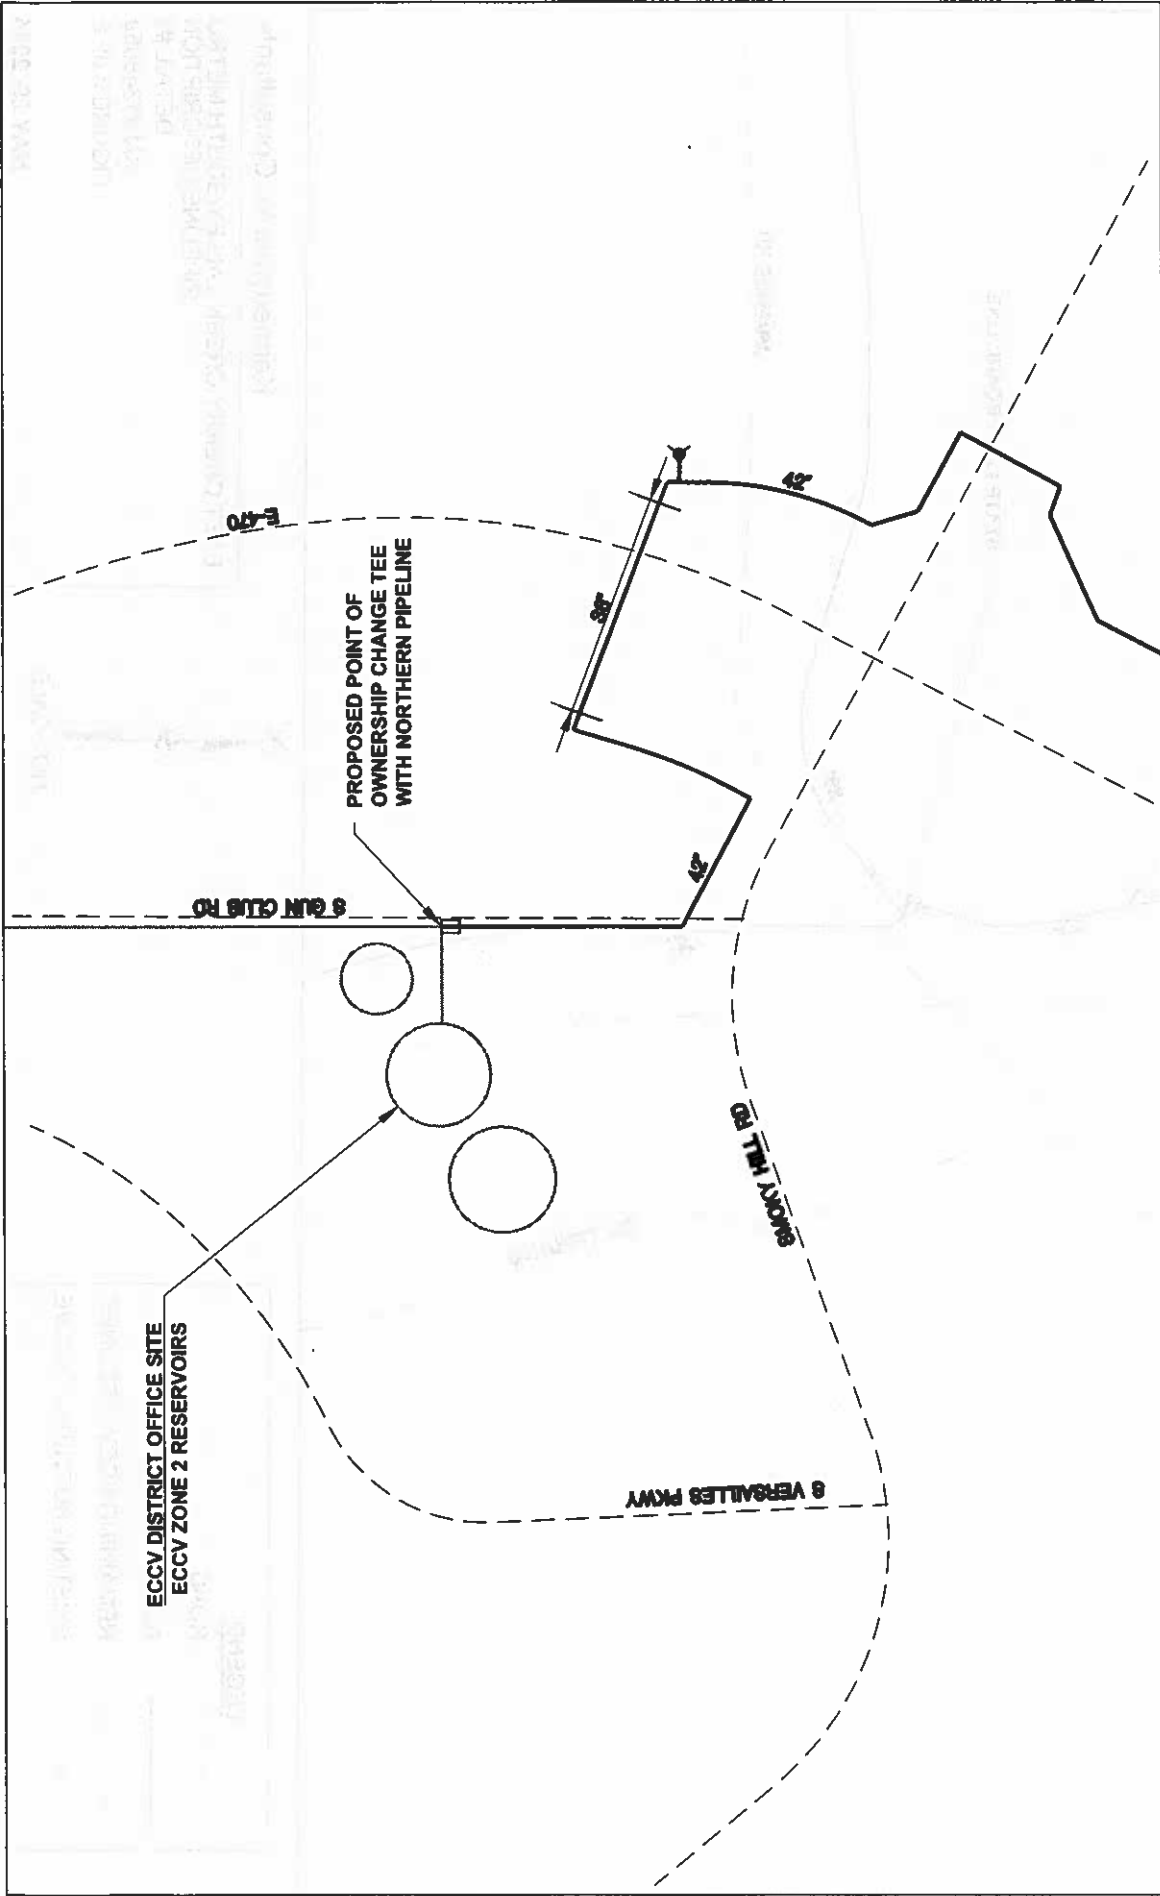 E-470
PROPOSED POINT OF
OWNERSHIP CHANGE TEE
WITH NORTHERN PIPELINE
42"
36"
42"
S GUN CLUB RD
SMOKY HILL RD
ECCV DISTRICT OFFICE SITE
ECCV ZONE 2 RESERVOIRS
S VERSAILLES PKWY